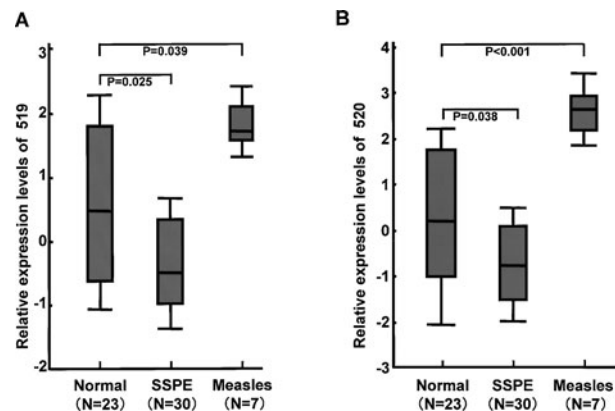 A
P=0.039
P=0.025
Relative expression levels of 519
3
2
1
0
-1
-2
Normal SSPE Measles
(N=23) (N=30) (N=7)
B
P<0.001
P=0.038
Relative expression levels of 520
4
3
2
1
0
-1
-2
-3
Normal SSPE Measles
(N=23) (N=30) (N=7)